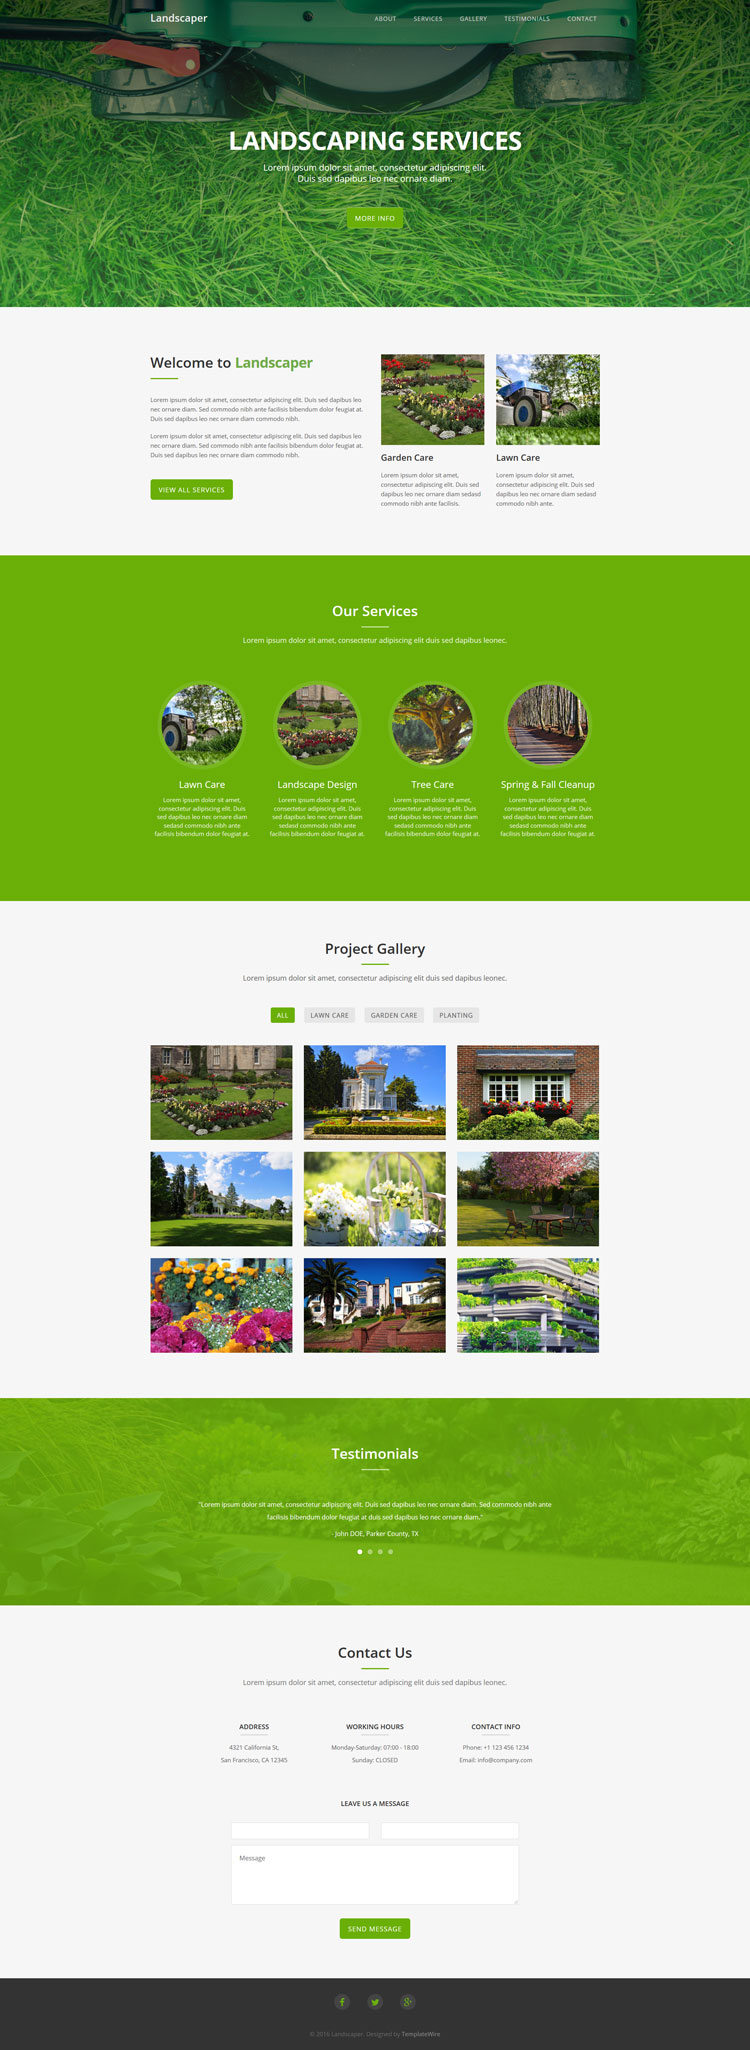 Landscaper
ABOUT SERVICES GALLERY TESTIMONIALS CONTACT
LANDSCAPING SERVICES
Lorem ipsum dolor sit amet, consectetur adipiscing elit.
Duis sed dapibus leo nec ornare diam.
MORE INFO
Welcome to Landscaper
Lorem ipsum dolor sit amet, consectetur adipiscing elit. Duis sed dapibus leo
nec ornare diam. Sed commodo nibh ante facilisis bibendum dolor feugiat at.
Duis sed dapibus leo nec ornare diam commodo nibh.
Lorem ipsum dolor sit amet, consectetur adipiscing elit. Duis sed dapibus leo
nec ornare diam. Sed commodo nibh ante facilisis bibendum dolor feugiat at.
Duis sed dapibus leo nec ornare diam commodo nibh.
VIEW ALL SERVICES
Garden Care
Lorem ipsum dolor sit amet,
consectetur adipiscing elit. Duis sed
dapibus leo nec ornare diam sedasd
commodo nibh ante facilisis.
Lawn Care
Lorem ipsum dolor sit amet,
consectetur adipiscing elit. Duis sed
dapibus leo nec ornare diam sedasd
commodo nibh ante.
Our Services
Lorem ipsum dolor sit amet, consectetur adipiscing elit duis sed dapibus leonec.
Lawn Care
Lorem ipsum dolor sit amet,
consectetur adipiscing elit. Duis
sed dapibus leo nec ornare diam
sedasd commodo nibh ante
facilisis bibendum dolor feugiat at.
Landscape Design
Lorem ipsum dolor sit amet,
consectetur adipiscing elit. Duis
sed dapibus leo nec ornare diam
sedasd commodo nibh ante
facilisis bibendum dolor feugiat at.
Tree Care
Lorem ipsum dolor sit amet,
consectetur adipiscing elit. Duis
sed dapibus leo nec ornare diam
sedasd commodo nibh ante
facilisis bibendum dolor feugiat at.
Spring & Fall Cleanup
Lorem ipsum dolor sit amet,
consectetur adipiscing elit. Duis
sed dapibus leo nec ornare diam
sedasd commodo nibh ante
facilisis bibendum dolor feugiat at.
Project Gallery
Lorem ipsum dolor sit amet, consectetur adipiscing elit duis sed dapibus leonec.
ALL LAWN CARE GARDEN CARE PLANTING
Testimonials
"Lorem ipsum dolor sit amet, consectetur adipiscing elit. Duis sed dapibus leo nec ornare diam. Sed commodo nibh ante
facilisis bibendum dolor feugiat at duis sed dapibus leo nec ornare diam."
- John DOE, Parker County, TX
Contact Us
Lorem ipsum dolor sit amet, consectetur adipiscing elit duis sed dapibus leonec.
ADDRESS
4321 California St,
San Francisco, CA 12345
WORKING HOURS
Monday-Saturday: 07:00 - 18:00
Sunday: CLOSED
CONTACT INFO
Phone: +1 123 456 1234
Email: info@company.com
LEAVE US A MESSAGE
Message
SEND MESSAGE
© 2016 Landscaper. Designed by TemplateWire